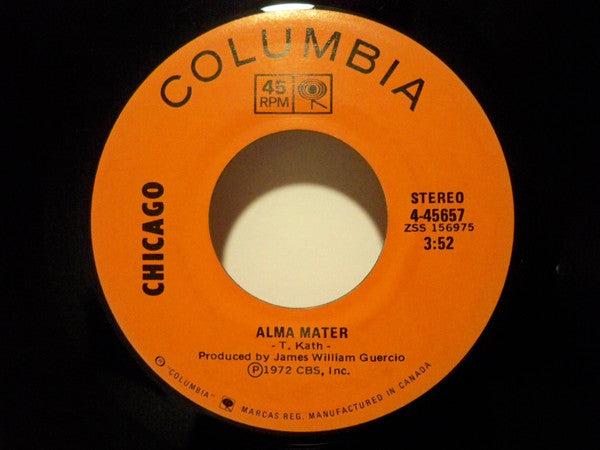 COLUMBIA
45
RPM
CHICAGO
STEREO
4-45657
ZSS 156975
3:52
ALMA MATER
- T. Kath -
Produced by James William Guercio
Ⓟ1972 CBS, Inc.
® "COLUMBIA" MARCAS REG. MANUFACTURED IN CANADA